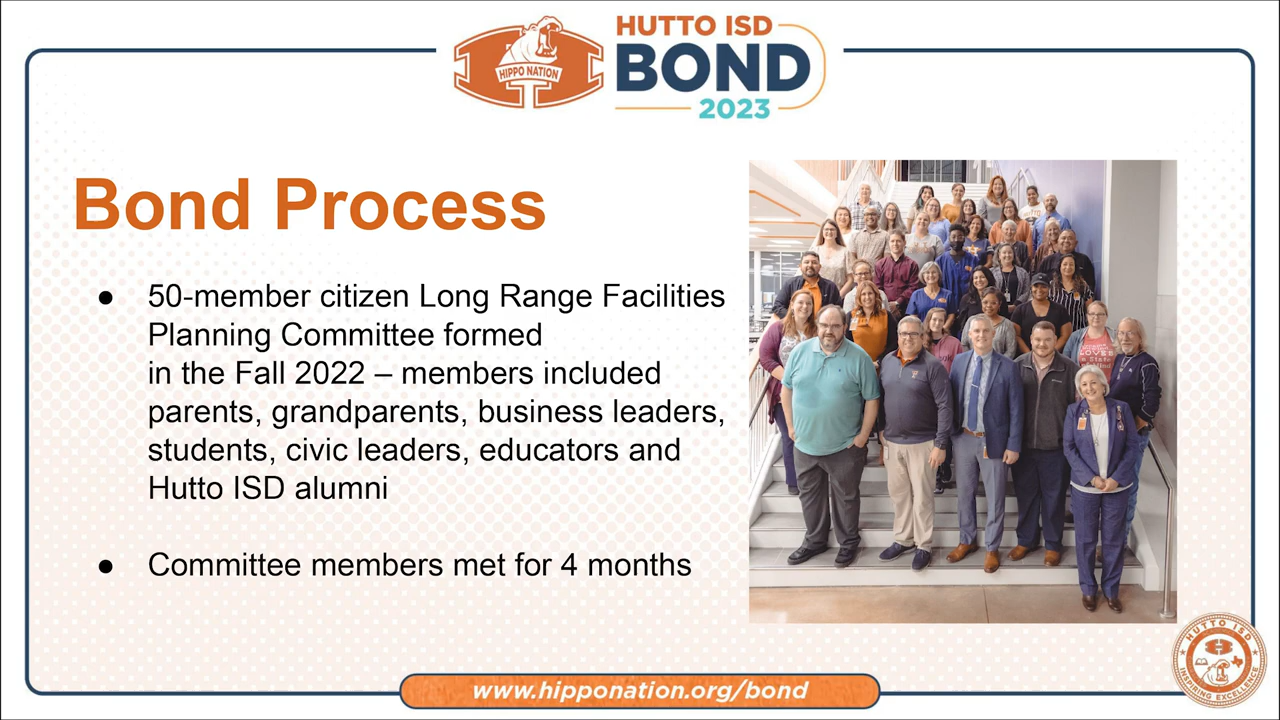 HUTTO ISD
BOND
2023
HIPPO NATION
Bond Process
● 50-member citizen Long Range Facilities
Planning Committee formed
in the Fall 2022 – members included
parents, grandparents, business leaders,
students, civic leaders, educators and
Hutto ISD alumni
● Committee members met for 4 months
www.hipponation.org/bond
HUTTO ISD
INSPIRING EXCELLENCE